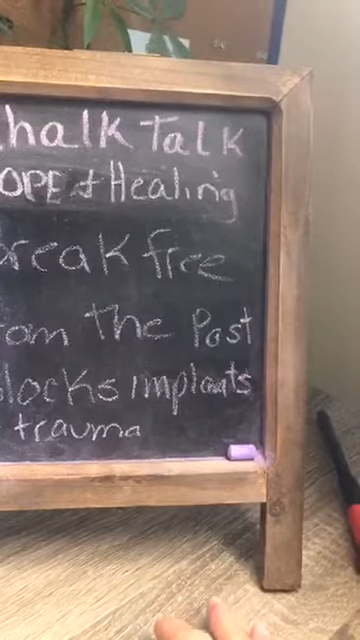 halk Talk
OPE + Healing
reak free
om the Past
locks implants
trauma